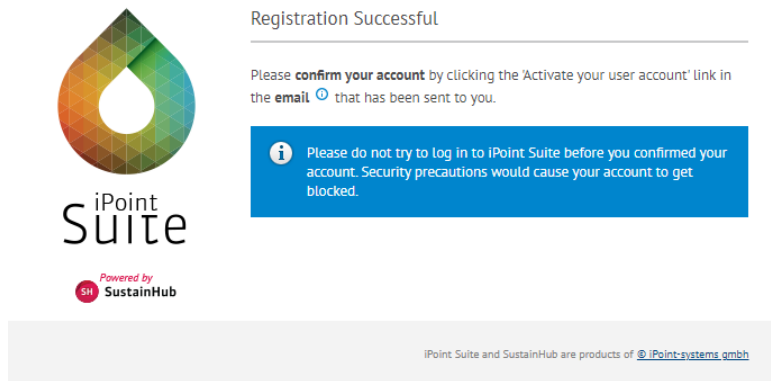 Registration Successful
Please confirm your account by clicking the 'Activate your user account' link in
the email that has been sent to you.
Please do not try to log in to iPoint Suite before you confirmed your
account. Security precautions would cause your account to get
blocked.
iPoint
Suite
Powered by
SH SustainHub
iPoint Suite and SustainHub are products of © iPoint-systems gmbh